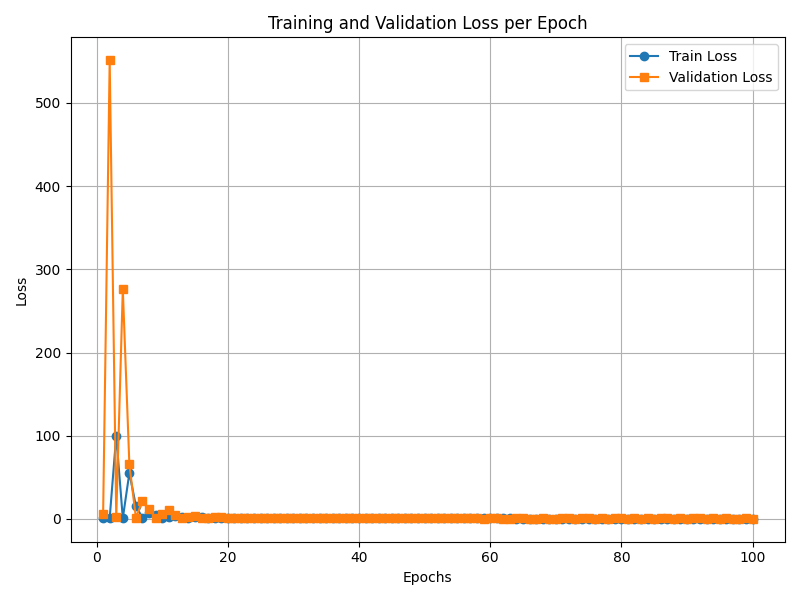 Training and Validation Loss per Epoch
Train Loss
Validation Loss
Loss
500
400
300
200
100
0
0 20 40 60 80 100
Epochs